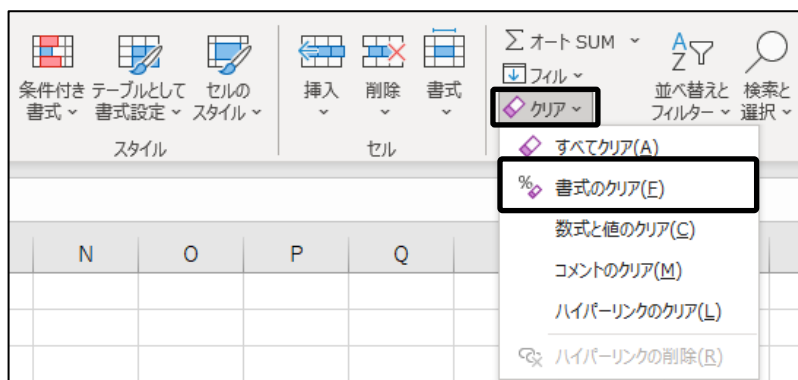 条件付き 書式
テーブルとして 書式設定
セルの スタイル
スタイル
挿入
削除
書式
セル
オート SUM
フィル
クリア
並べ替えと フィルター
検索と 選択
すべてクリア(A)
書式のクリア(F)
数式と値のクリア(C)
コメントのクリア(M)
ハイパーリンクのクリア(L)
ハイパーリンクの削除(R)
N O P Q